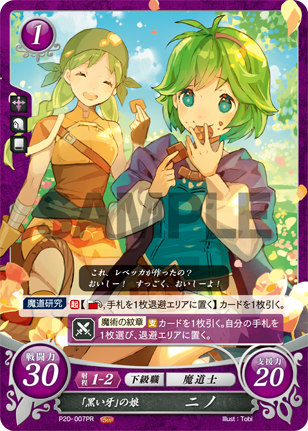 1
SAMPLE
これ、レベッカが作ったの?
おいしー! すっごく、おいしーよ!
魔道研究 起【 、手札を1枚退避エリアに置く】カードを1枚引く。
魔術の紋章 支 カードを1枚引く。自分の手札を
1枚選び、退避エリアに置く。
戦闘力
30
射程 1-2 下級職 魔道士
支援力
20
「黒い牙」の娘 ニノ
P20-007PR
Illust:Tobi